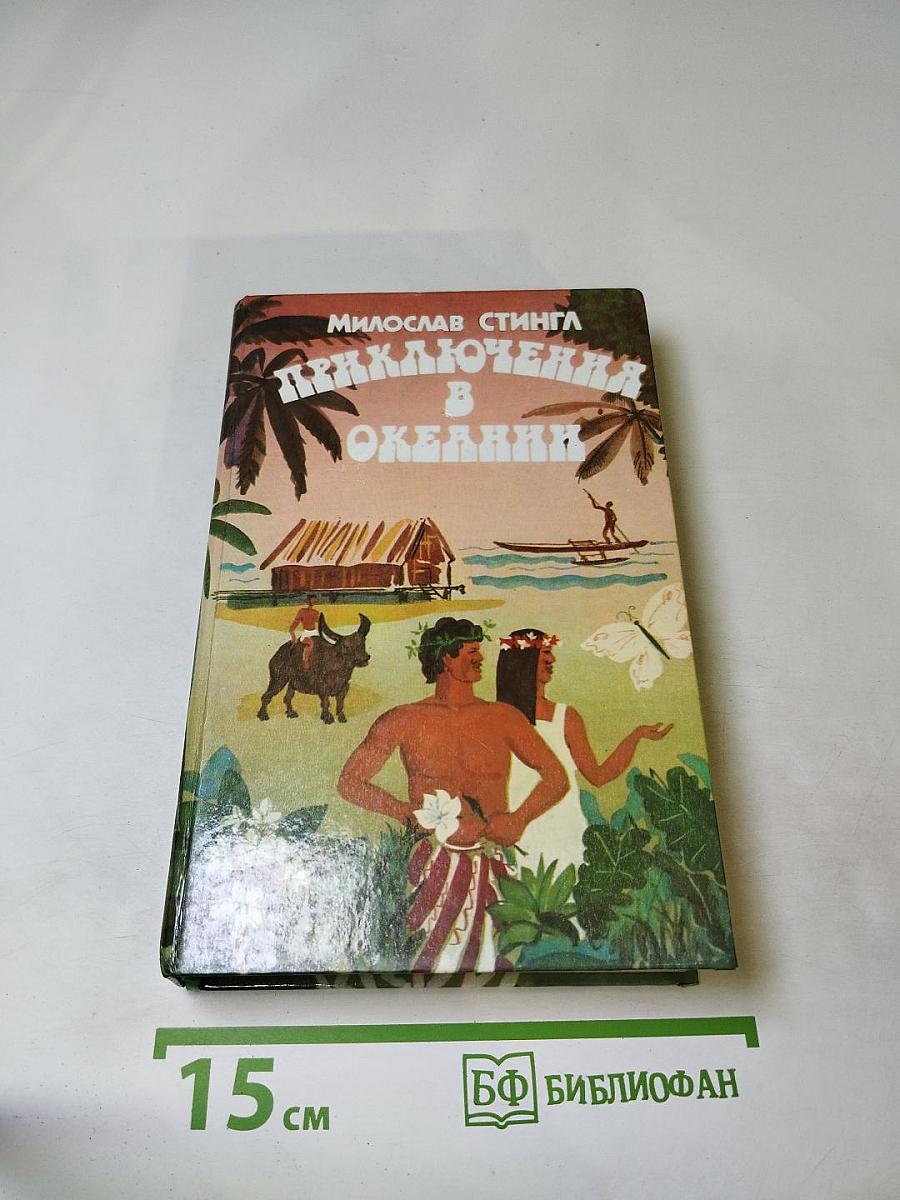 Милослав СТИНГЛ
ПРИКЛЮЧЕНИЯ
В
ОКЕАНИИ
15 см
БФ БИБЛИОФАН